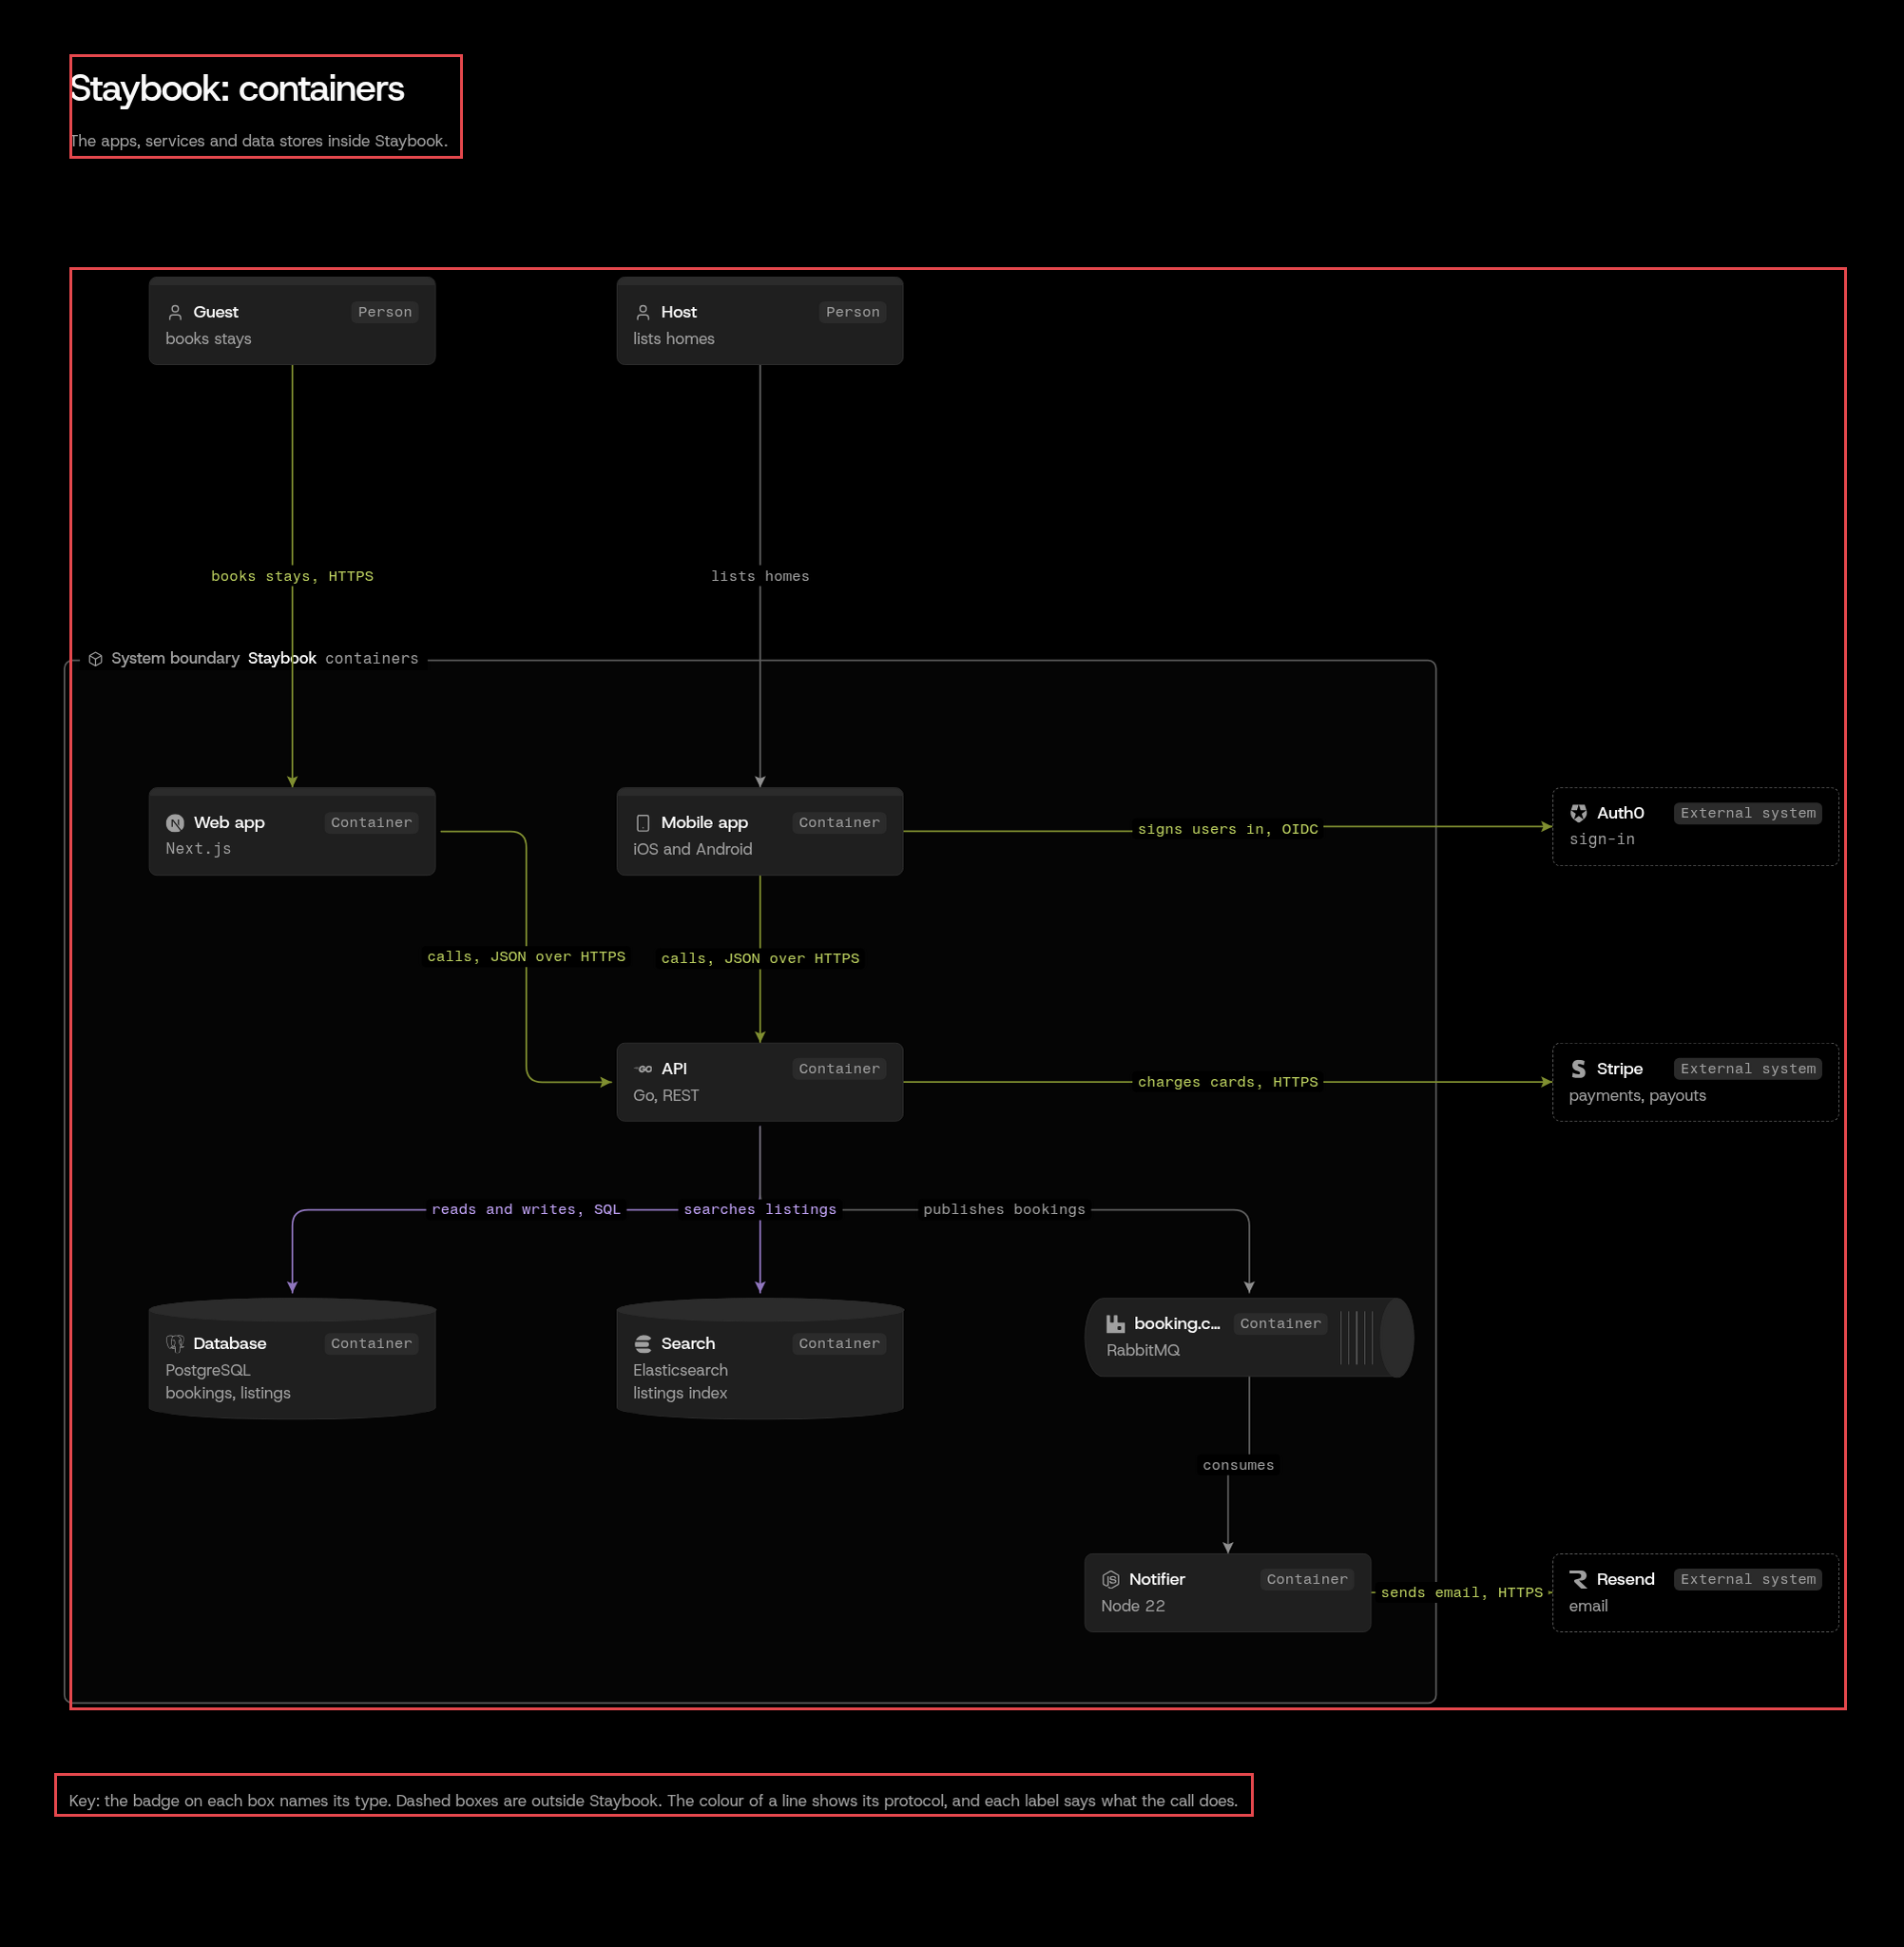 Staybook: containers
The apps, services and data stores inside Staybook.
Guest Person
books stays
Host Person
lists homes
books stays, HTTPS
lists homes
System boundary Staybook containers
Web app Container
Next.js
Mobile app Container
iOS and Android
signs users in, OIDC
Auth0 External system
sign-in
calls, JSON over HTTPS
calls, JSON over HTTPS
API Container
Go, REST
charges cards, HTTPS
Stripe External system
payments, payouts
reads and writes, SQL
searches listings
publishes bookings
Database Container
PostgreSQL
bookings, listings
Search Container
Elasticsearch
listings index
booking.c... Container
RabbitMQ
consumes
Notifier Container
Node 22
sends email, HTTPS
Resend External system
email
Key: the badge on each box names its type. Dashed boxes are outside Staybook. The colour of a line shows its protocol, and each label says what the call does.